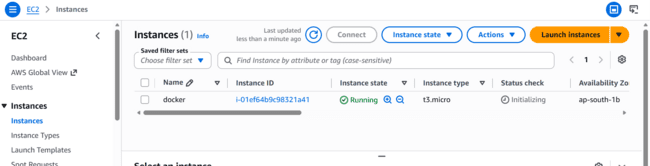 EC2 > Instances
EC2
Dashboard
AWS Global View
Events
Instances
Instances
Instance Types
Launch Templates
Spot Requests
Instances (1) Info
Last updated
less than a minute ago
Connect
Instance state
Actions
Launch instances
Saved filter sets
Choose filter set
Find Instance by attribute or tag (case-sensitive)
1
Name Instance ID Instance state Instance type Status check Availability Zo
docker i-01ef64b9c98321a41 Running t3.micro Initializing ap-south-1b
Select an instance